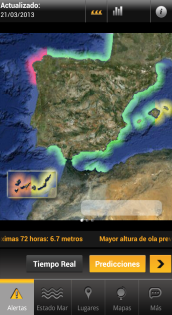 Actualizado:
21/03/2013
imas 72 horas: 6.7 metros Mayor altura de ola pre
Tiempo Real Predicciones
Alertas Estado Mar Lugares Mapas Más